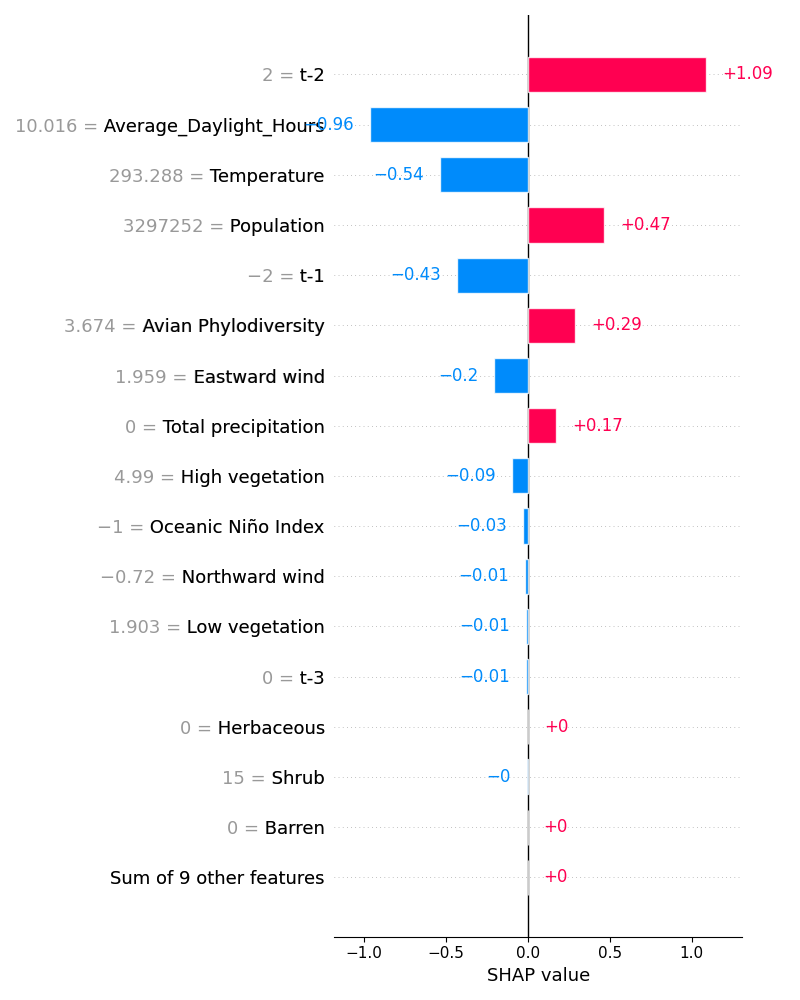 2 = t-2 +1.09
10.016 = Average_Daylight_Hours −0.96
293.288 = Temperature −0.54
3297252 = Population +0.47
−2 = t-1 −0.43
3.674 = Avian Phylodiversity +0.29
1.959 = Eastward wind −0.2
0 = Total precipitation +0.17
4.99 = High vegetation −0.09
−1 = Oceanic Niño Index −0.03
−0.72 = Northward wind −0.01
1.903 = Low vegetation −0.01
0 = t-3 −0.01
0 = Herbaceous +0
15 = Shrub −0
0 = Barren +0
Sum of 9 other features +0
−1.0 −0.5 0.0 0.5 1.0
SHAP value